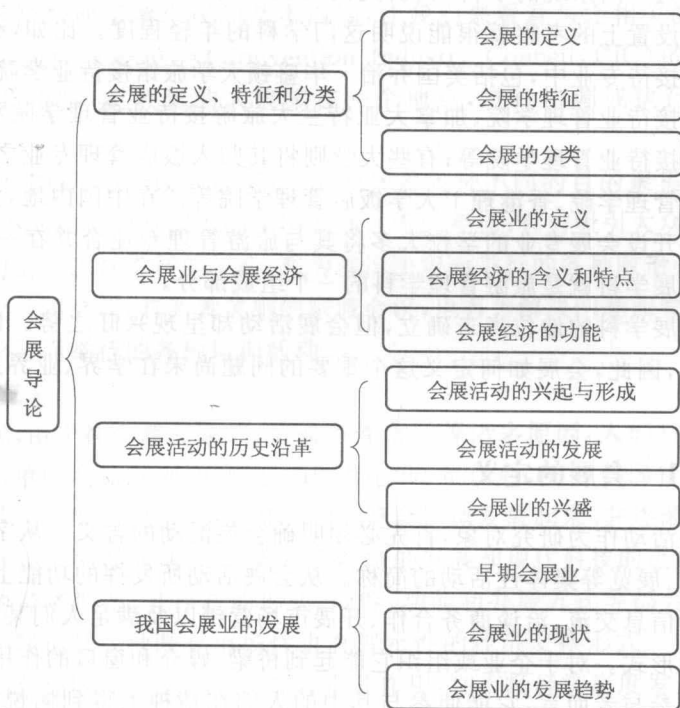 会展导论
会展的定义、特征和分类
会展的定义
会展的特征
会展的分类
会展业与会展经济
会展业的定义
会展经济的含义和特点
会展经济的功能
会展活动的历史沿革
会展活动的兴起与形成
会展活动的发展
会展业的兴盛
我国会展业的发展
早期会展业
会展业的现状
会展业的发展趋势